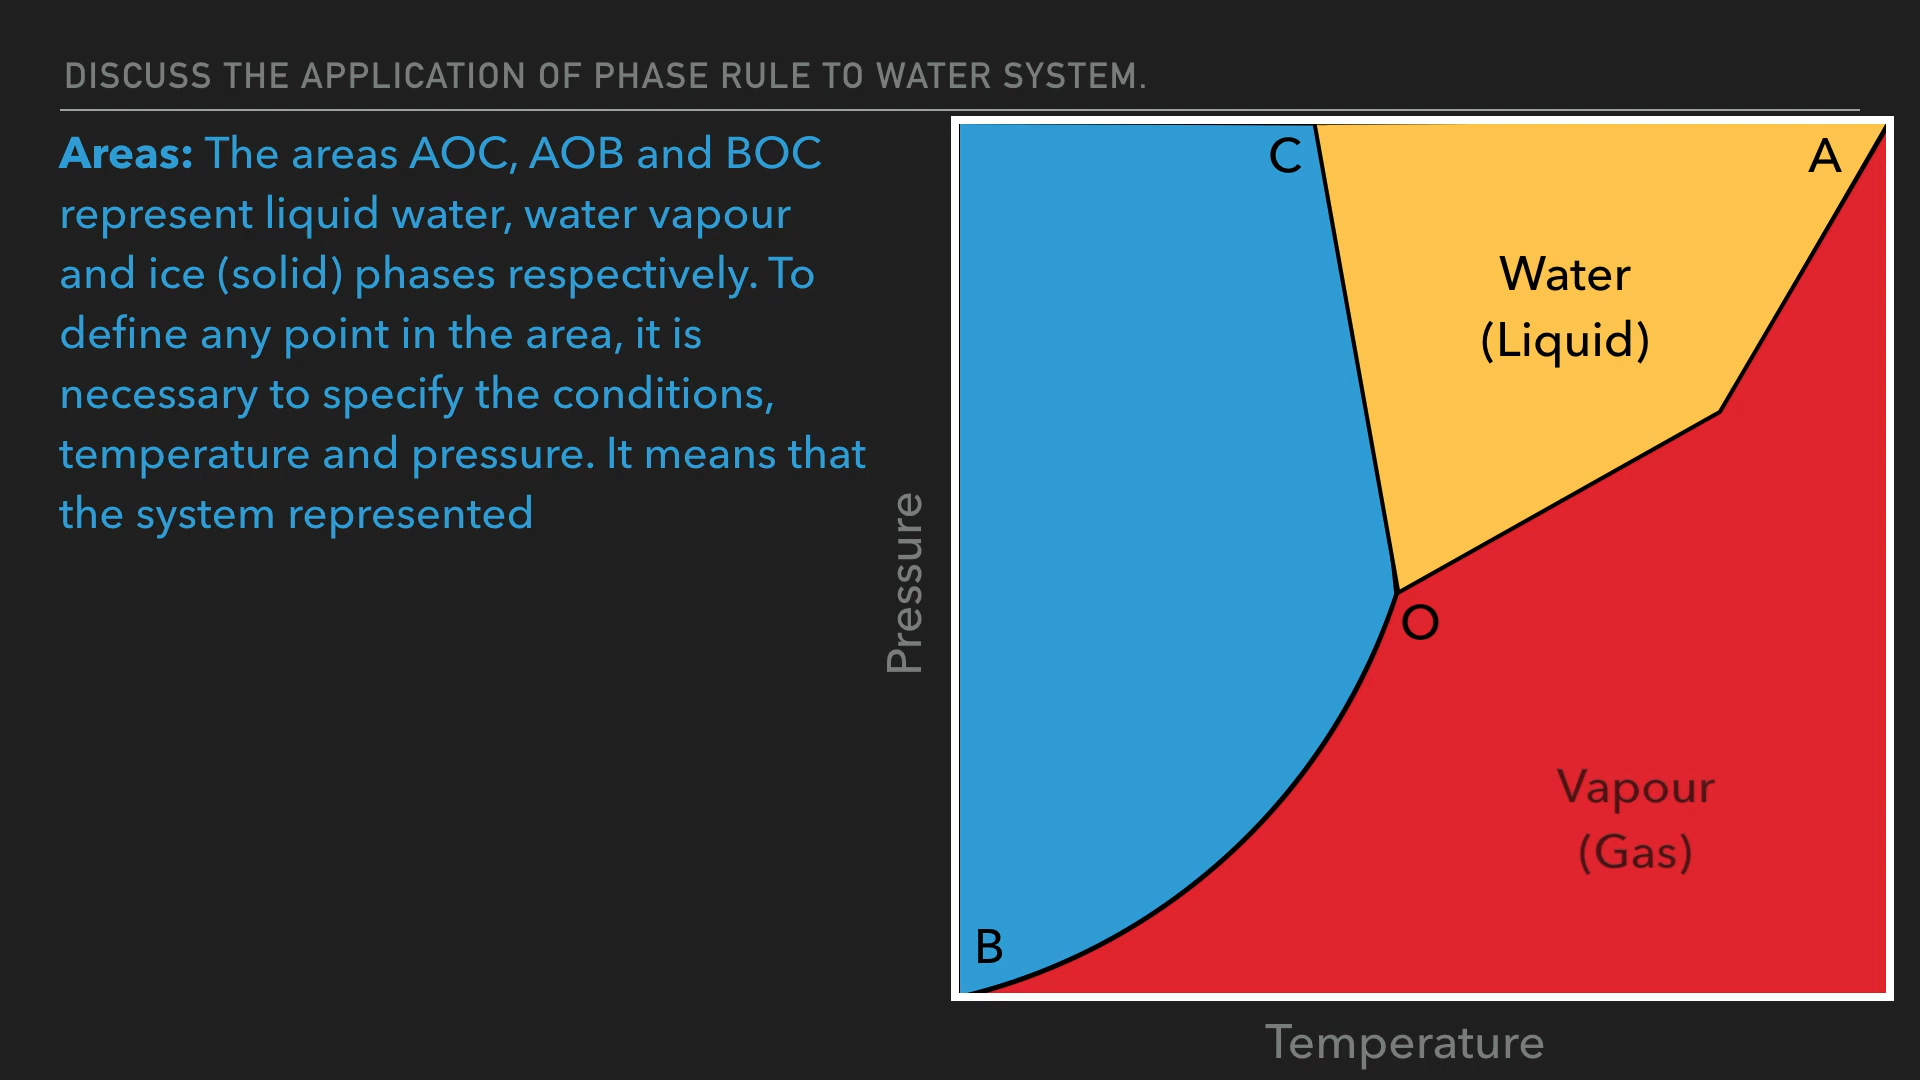 DISCUSS THE APPLICATION OF PHASE RULE TO WATER SYSTEM.
Areas: The areas AOC, AOB and BOC
represent liquid water, water vapour
and ice (solid) phases respectively. To
define any point in the area, it is
necessary to specify the conditions,
temperature and pressure. It means that
the system represented
Pressure
C
A
Water
(Liquid)
O
Vapour
(Gas)
B
Temperature